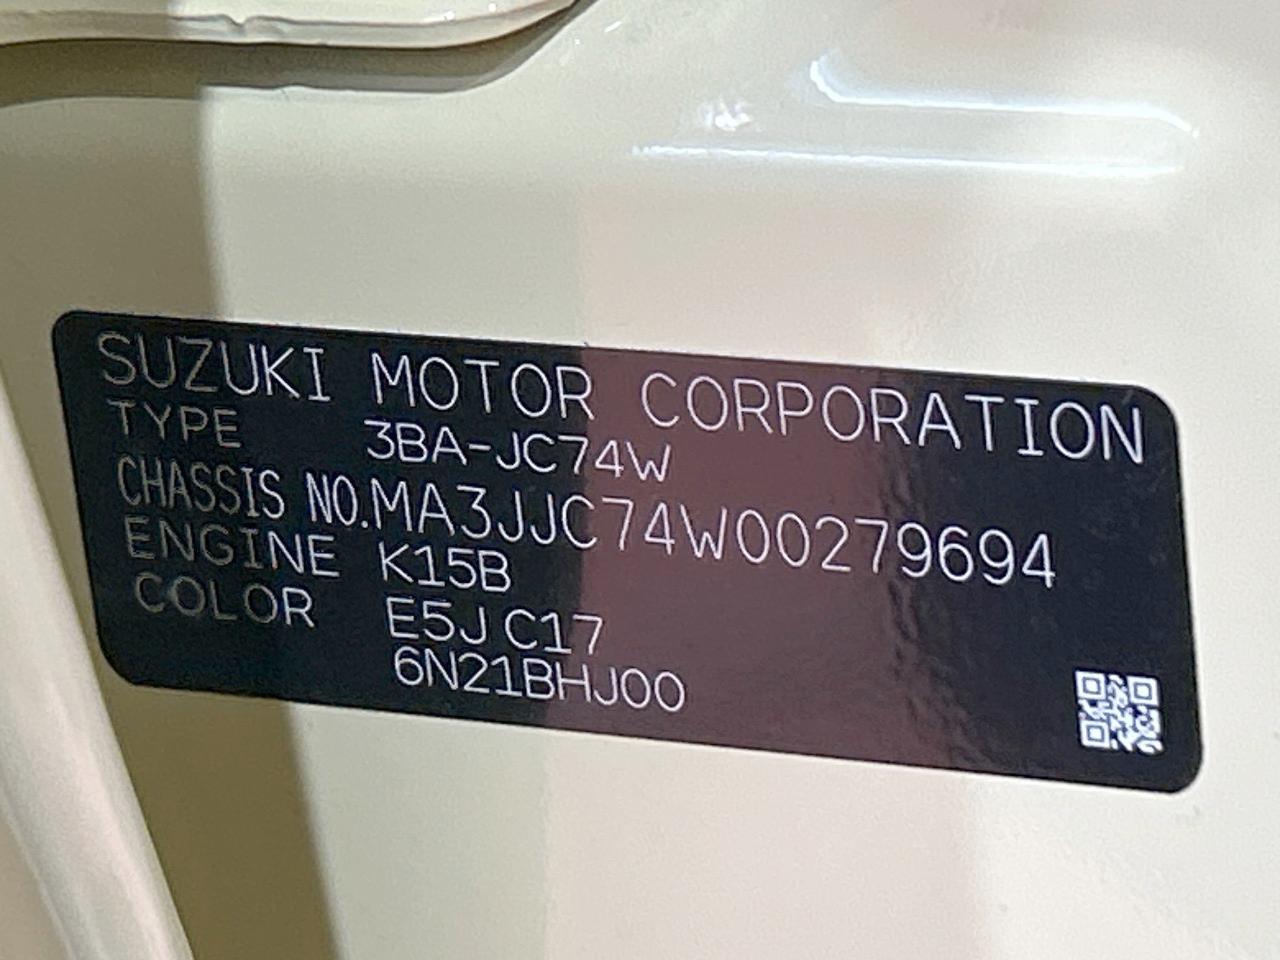 SUZUKI MOTOR CORPORATION
TYPE 3BA-JC74W
CHASSIS NO. MA3JJC74W00279694
ENGINE K15B
COLOR E5J C17
6N21BHJ00